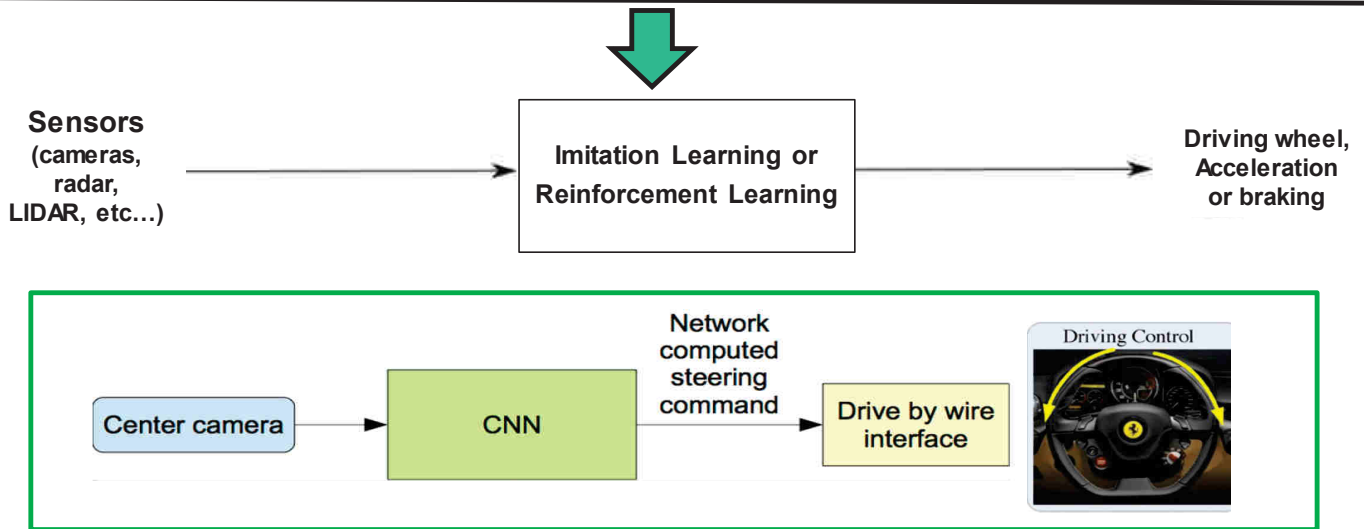 Sensors
(cameras,
radar,
LIDAR, etc…)
Imitation Learning or
Reinforcement Learning
Driving wheel,
Acceleration
or braking
Center camera
CNN
Network
computed
steering
command
Drive by wire
interface
Driving Control